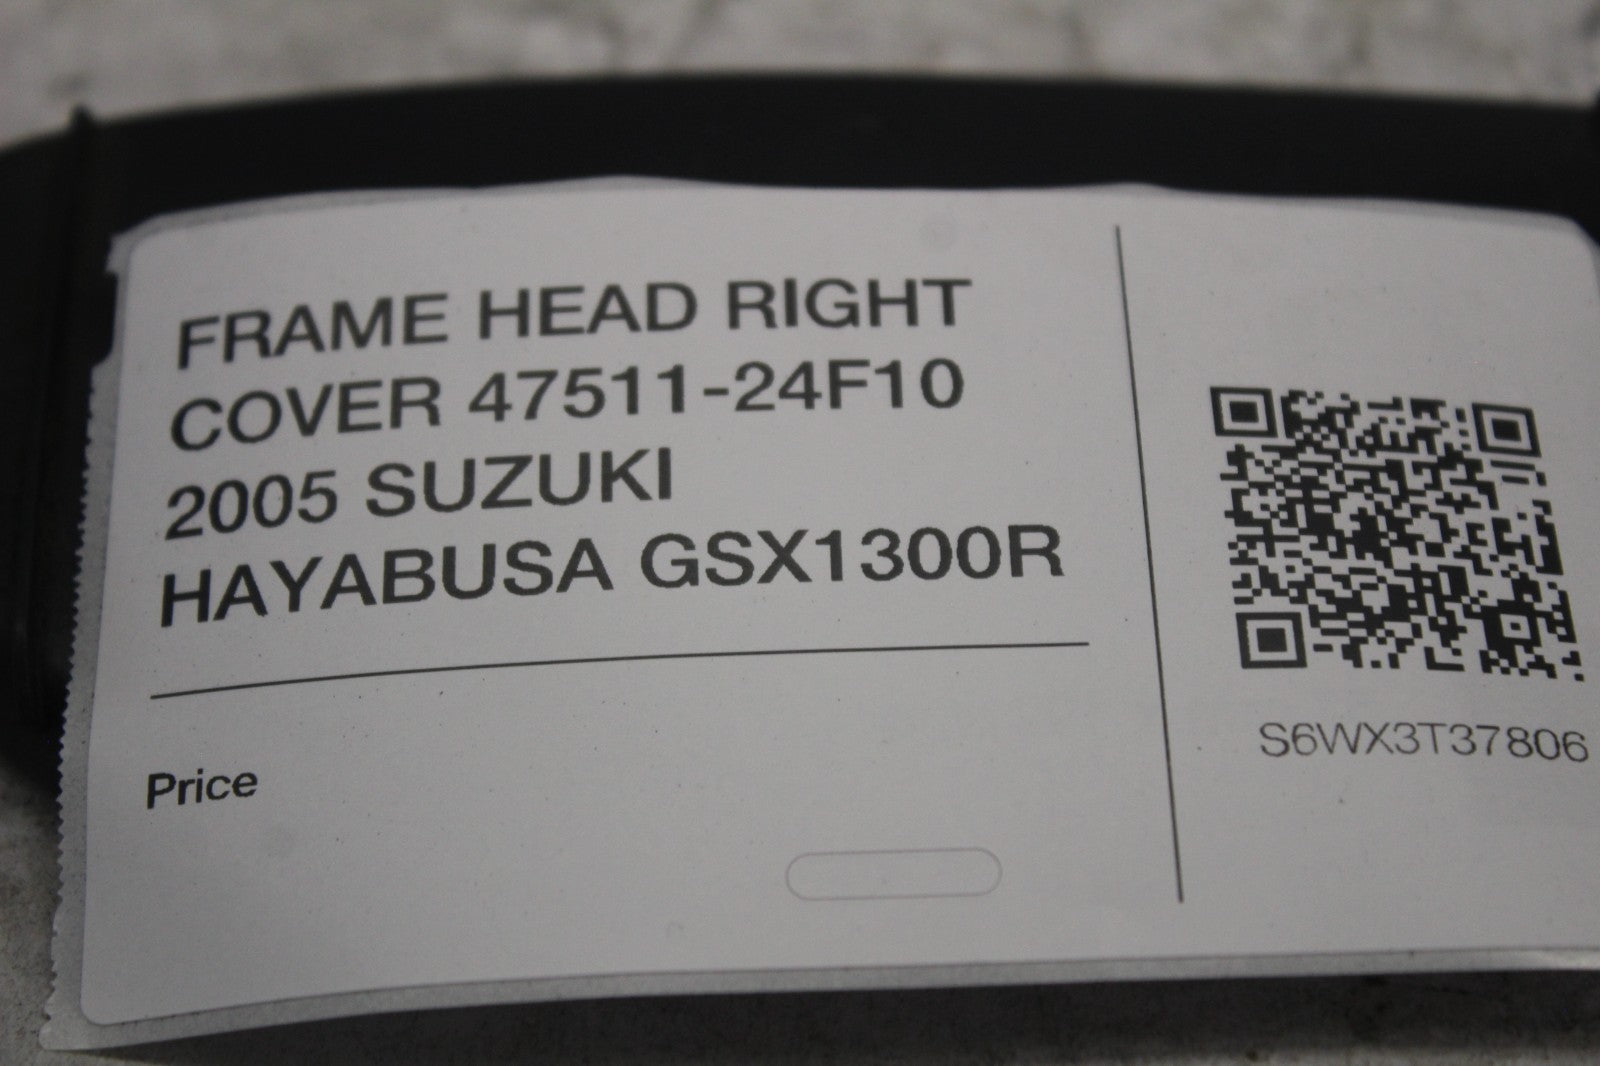 FRAME HEAD RIGHT
COVER 47511-24F10
2005 SUZUKI
HAYABUSA GSX1300R
Price
S6WX3T37806